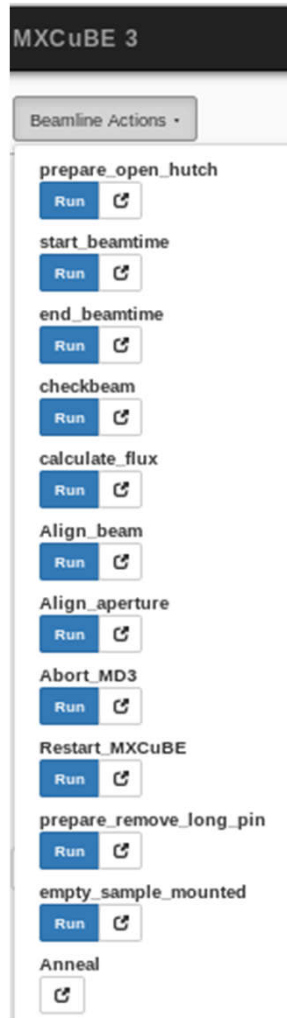 MXCuBE 3
Beamline Actions
prepare_open_hutch
Run
start_beamtime
Run
end_beamtime
Run
checkbeam
Run
calculate_flux
Run
Align_beam
Run
Align_aperture
Run
Abort_MD3
Run
Restart_MXCuBE
Run
prepare_remove_long_pin
Run
empty_sample_mounted
Run
Anneal